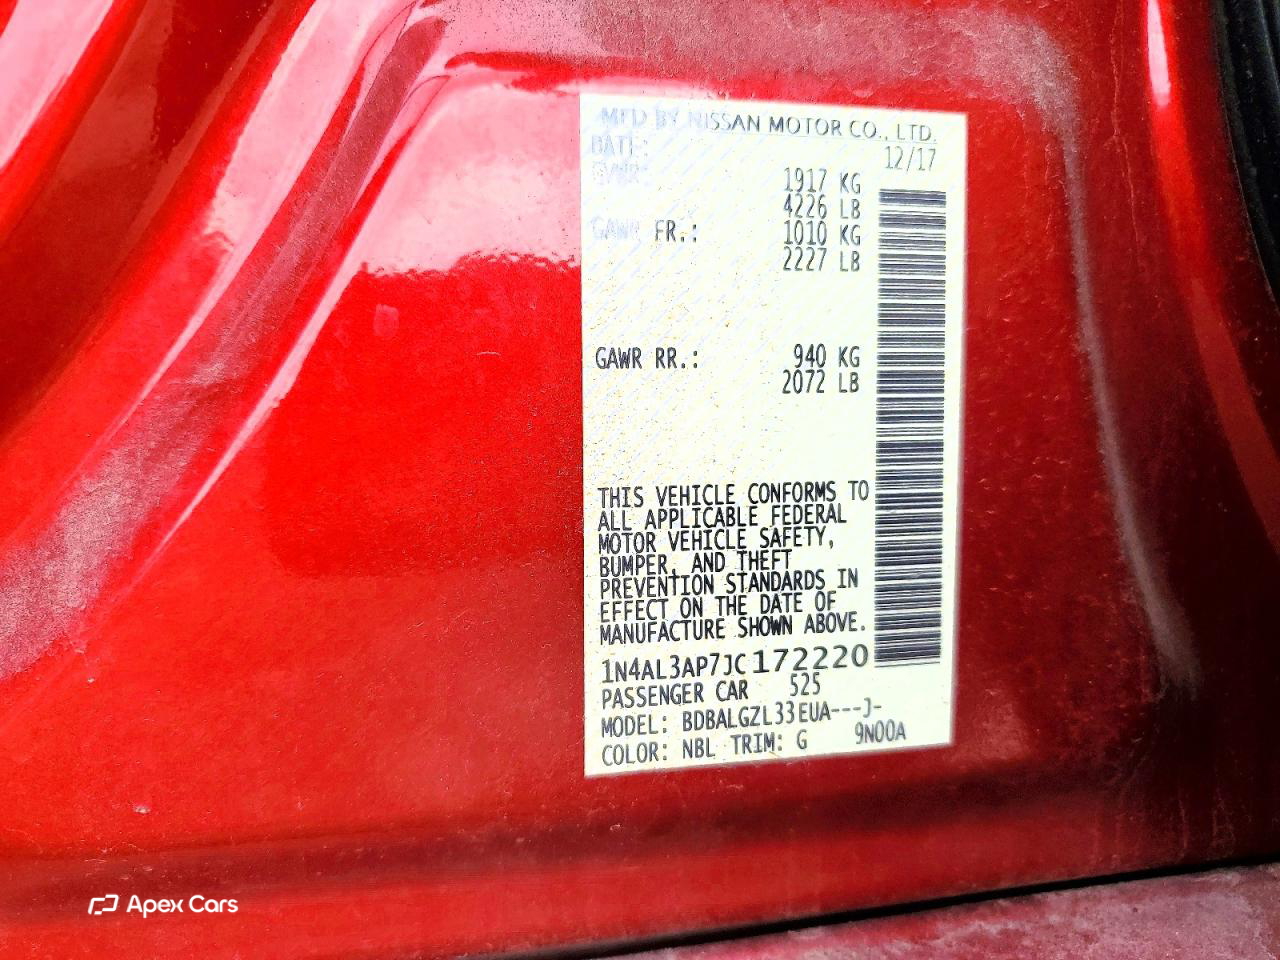 MFD BY NISSAN MOTOR CO., LTD.
DATE: 12/17
GVWR: 1917 KG
4226 LB
GAWR FR.: 1010 KG
2227 LB
GAWR RR.: 940 KG
2072 LB
THIS VEHICLE CONFORMS TO
ALL APPLICABLE FEDERAL
MOTOR VEHICLE SAFETY,
BUMPER, AND THEFT
PREVENTION STANDARDS IN
EFFECT ON THE DATE OF
MANUFACTURE SHOWN ABOVE.
1N4AL3AP7JC172220
PASSENGER CAR 525
MODEL: BDBALGZL33EUA---J-
COLOR: NBL TRIM: G 9N00A
Apex Cars